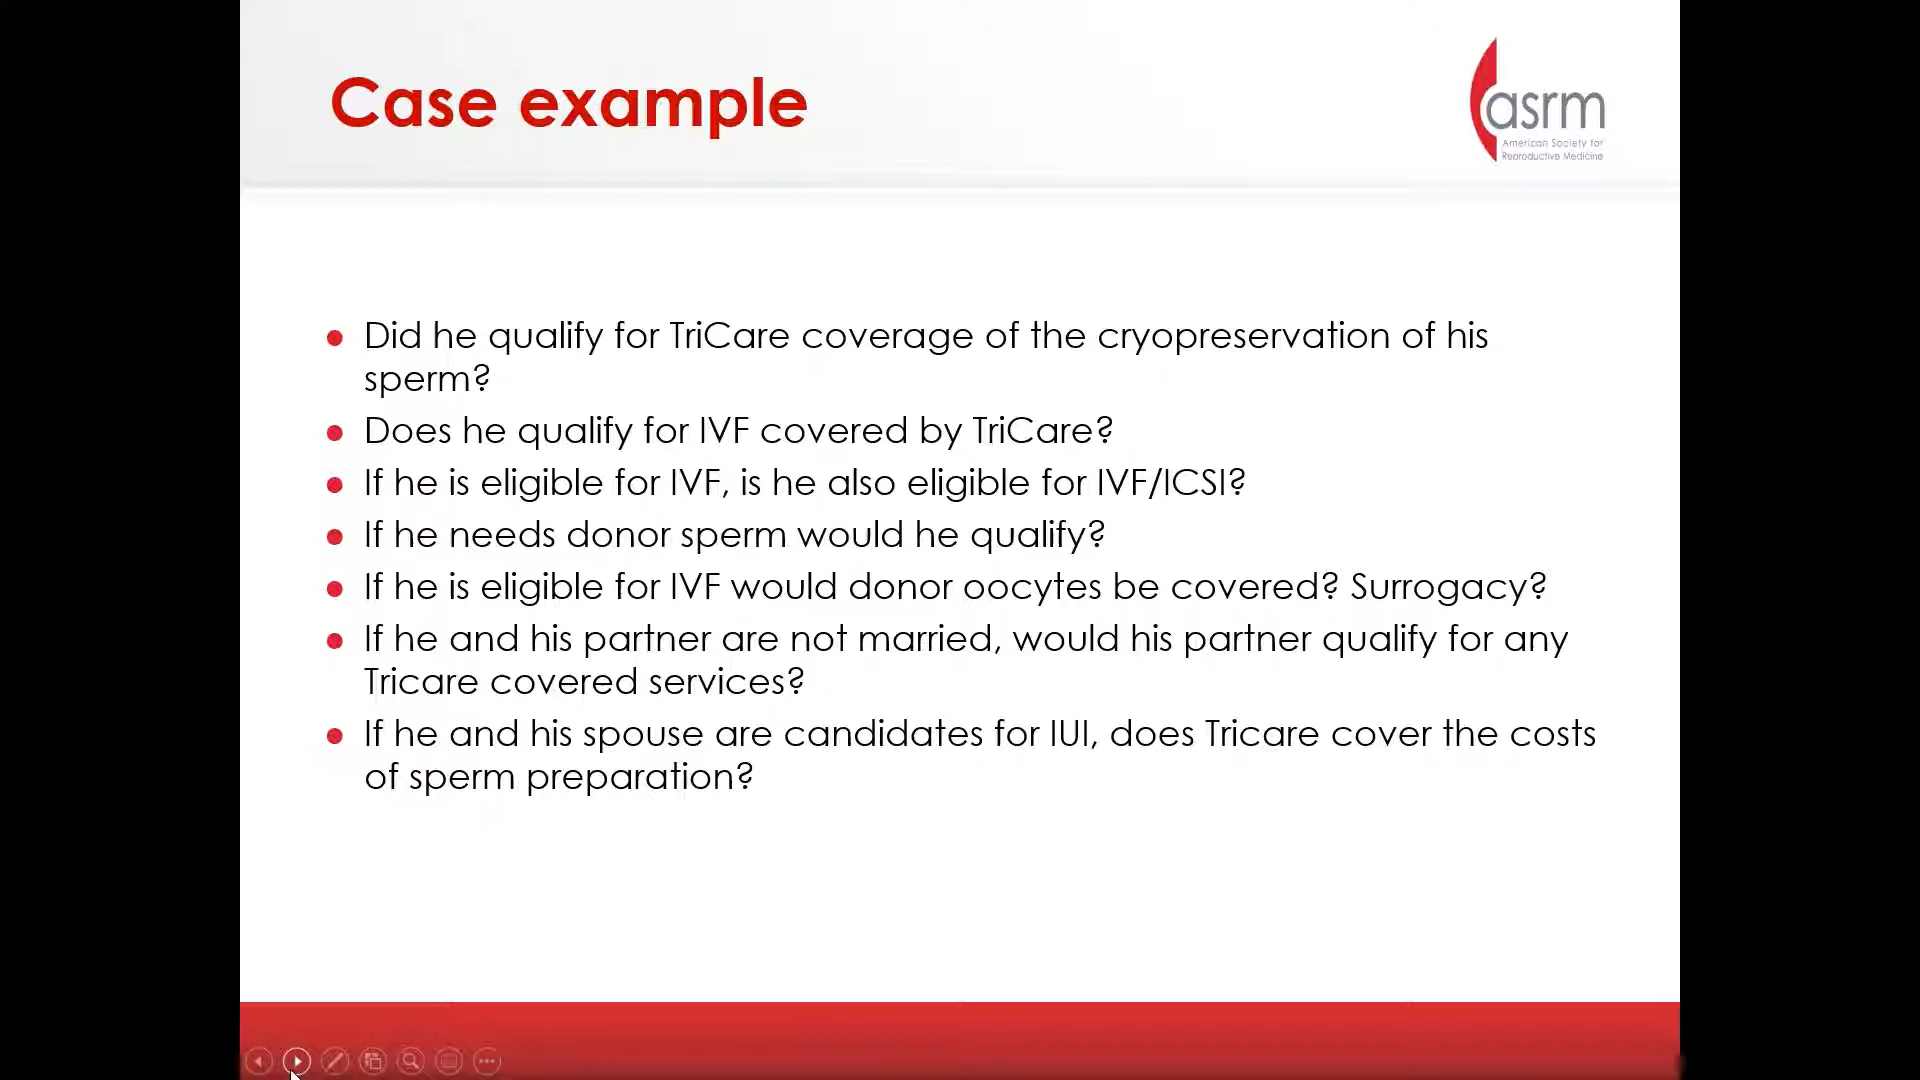 Case example
asrm
American Society for
Reproductive Medicine
Did he qualify for TriCare coverage of the cryopreservation of his
sperm?
Does he qualify for IVF covered by TriCare?
If he is eligible for IVF, is he also eligible for IVF/ICSI?
If he needs donor sperm would he qualify?
If he is eligible for IVF would donor oocytes be covered? Surrogacy?
If he and his partner are not married, would his partner qualify for any
Tricare covered services?
If he and his spouse are candidates for IUI, does Tricare cover the costs
of sperm preparation?